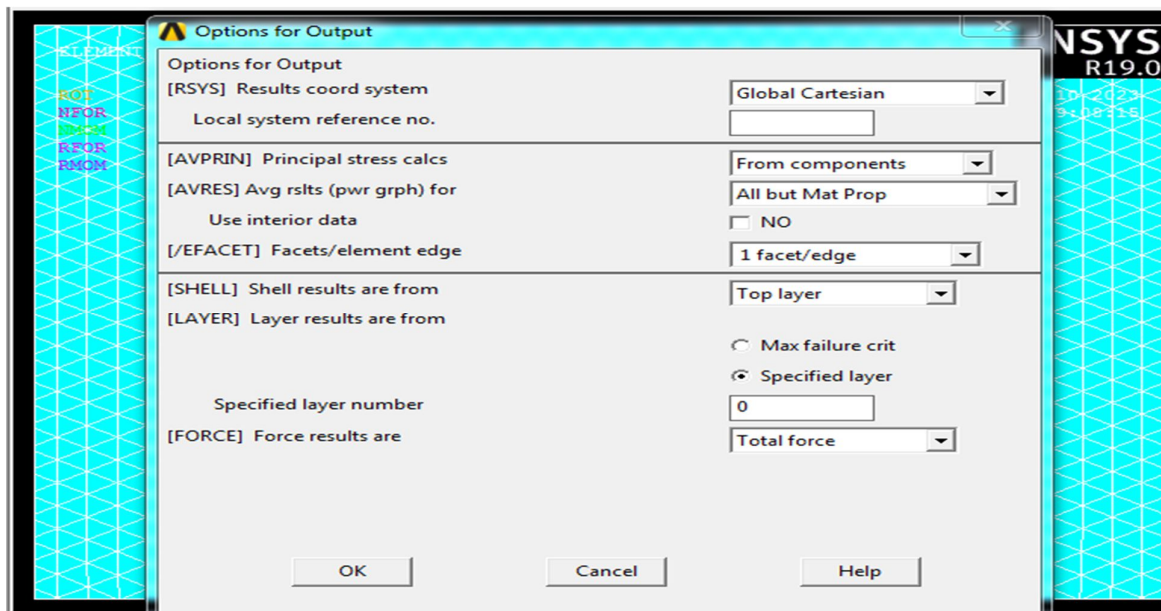 Options for Output
NSYS
R19.0
ELEMENT
ROT
NFOR
NMOM
RFOR
RMOM
Options for Output
[RSYS] Results coord system
Global Cartesian
Local system reference no.
[AVPRIN] Principal stress calcs
From components
[AVRES] Avg rslts (pwr grph) for
All but Mat Prop
Use interior data
NO
[/EFACET] Facets/element edge
1 facet/edge
[SHELL] Shell results are from
Top layer
[LAYER] Layer results are from
Max failure crit
Specified layer
Specified layer number
0
[FORCE] Force results are
Total force
OK
Cancel
Help